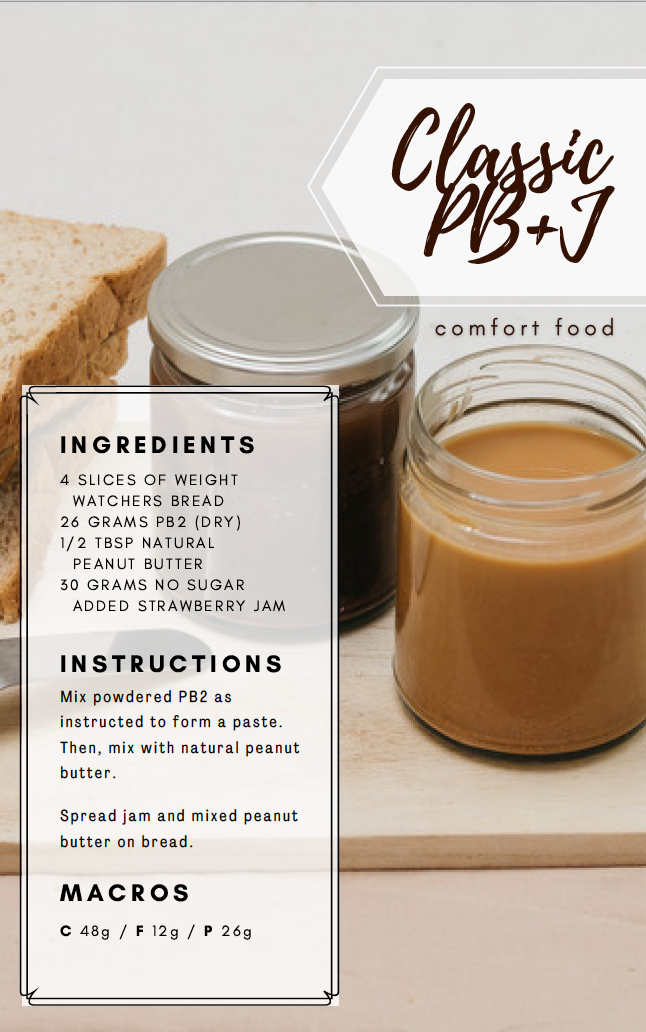 Classic
PB+J
comfort food
INGREDIENTS
4 SLICES OF WEIGHT
WATCHERS BREAD
26 GRAMS PB2 (DRY)
1/2 TBSP NATURAL
PEANUT BUTTER
30 GRAMS NO SUGAR
ADDED STRAWBERRY JAM
INSTRUCTIONS
Mix powdered PB2 as
instructed to form a paste.
Then, mix with natural peanut
butter.
Spread jam and mixed peanut
butter on bread.
MACROS
C 48g / F 12g / P 26g